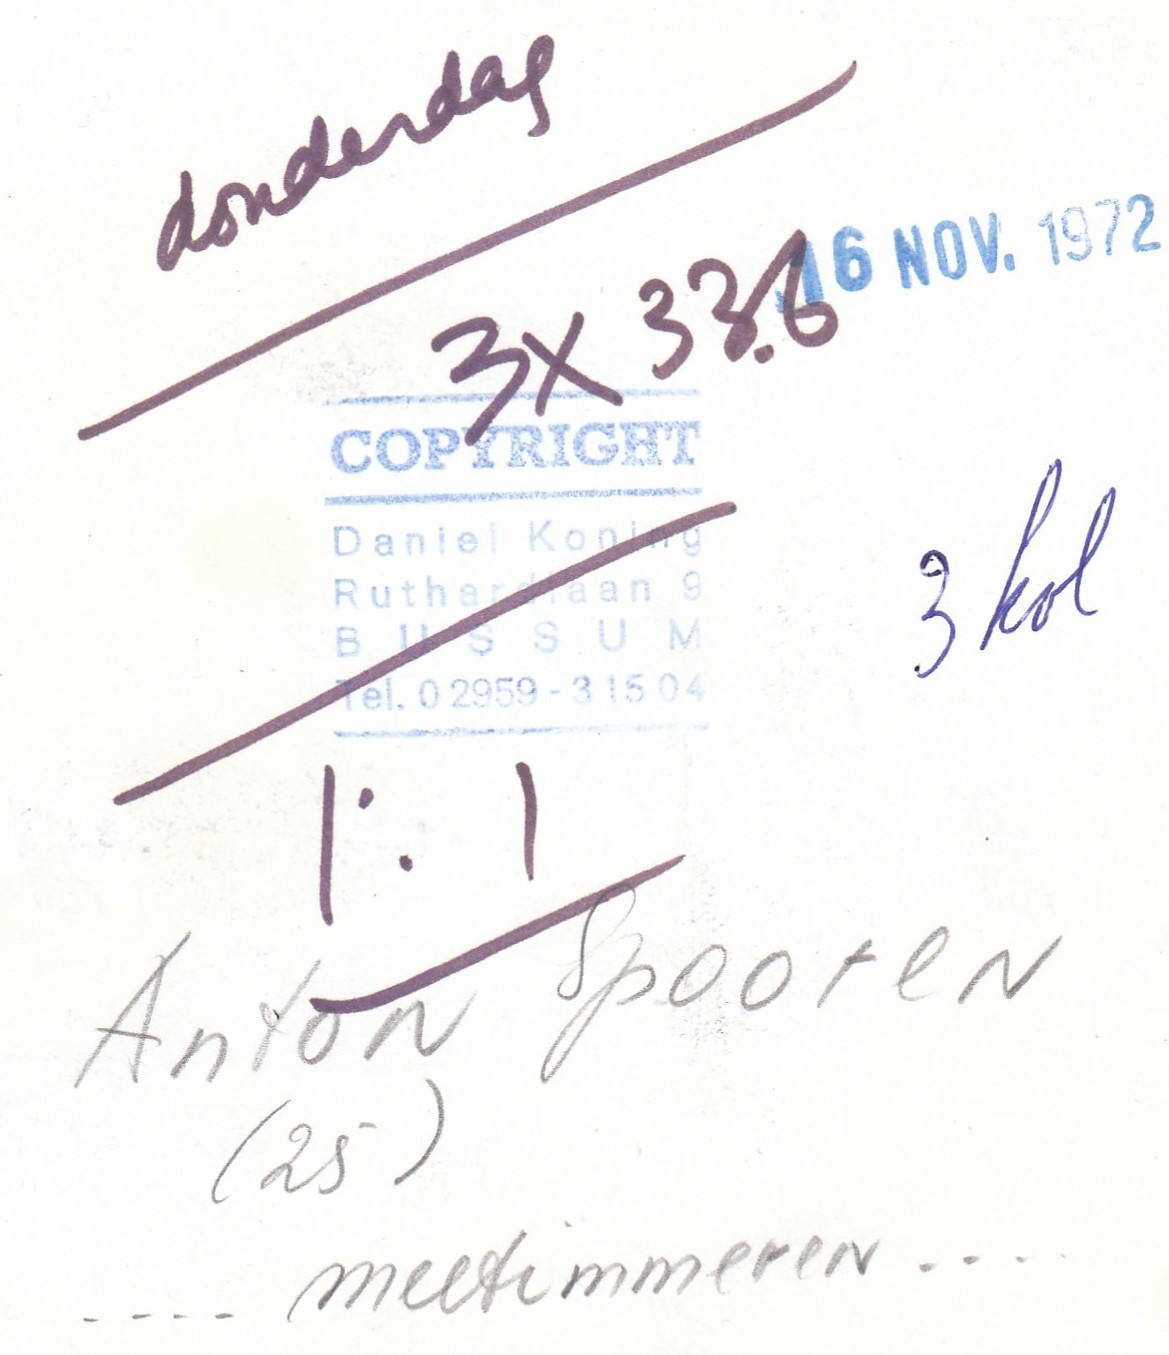 donderdag
16 NOV. 1972
3X 33.6
COPYRIGHT
Daniel Koning
Ruthardlaan 9
BUSSUM
Tel. 02959-31504
3 kol
1:1
Anton Spooren
(25)
.... meetimmeren ....